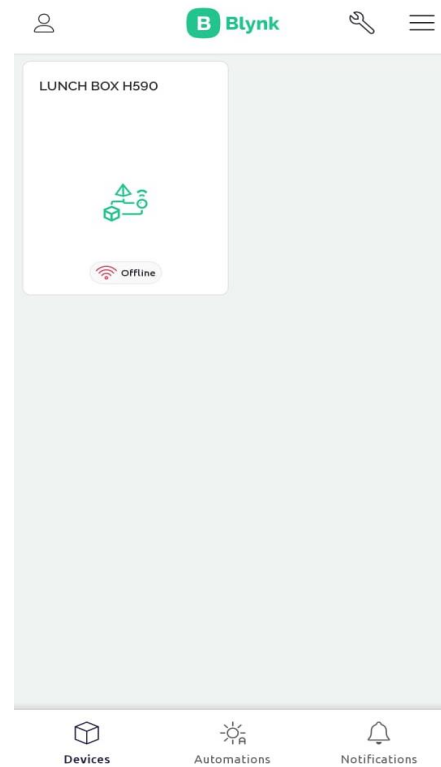 B Blynk
LUNCH BOX H590
Offline
Devices
Automations
Notifications